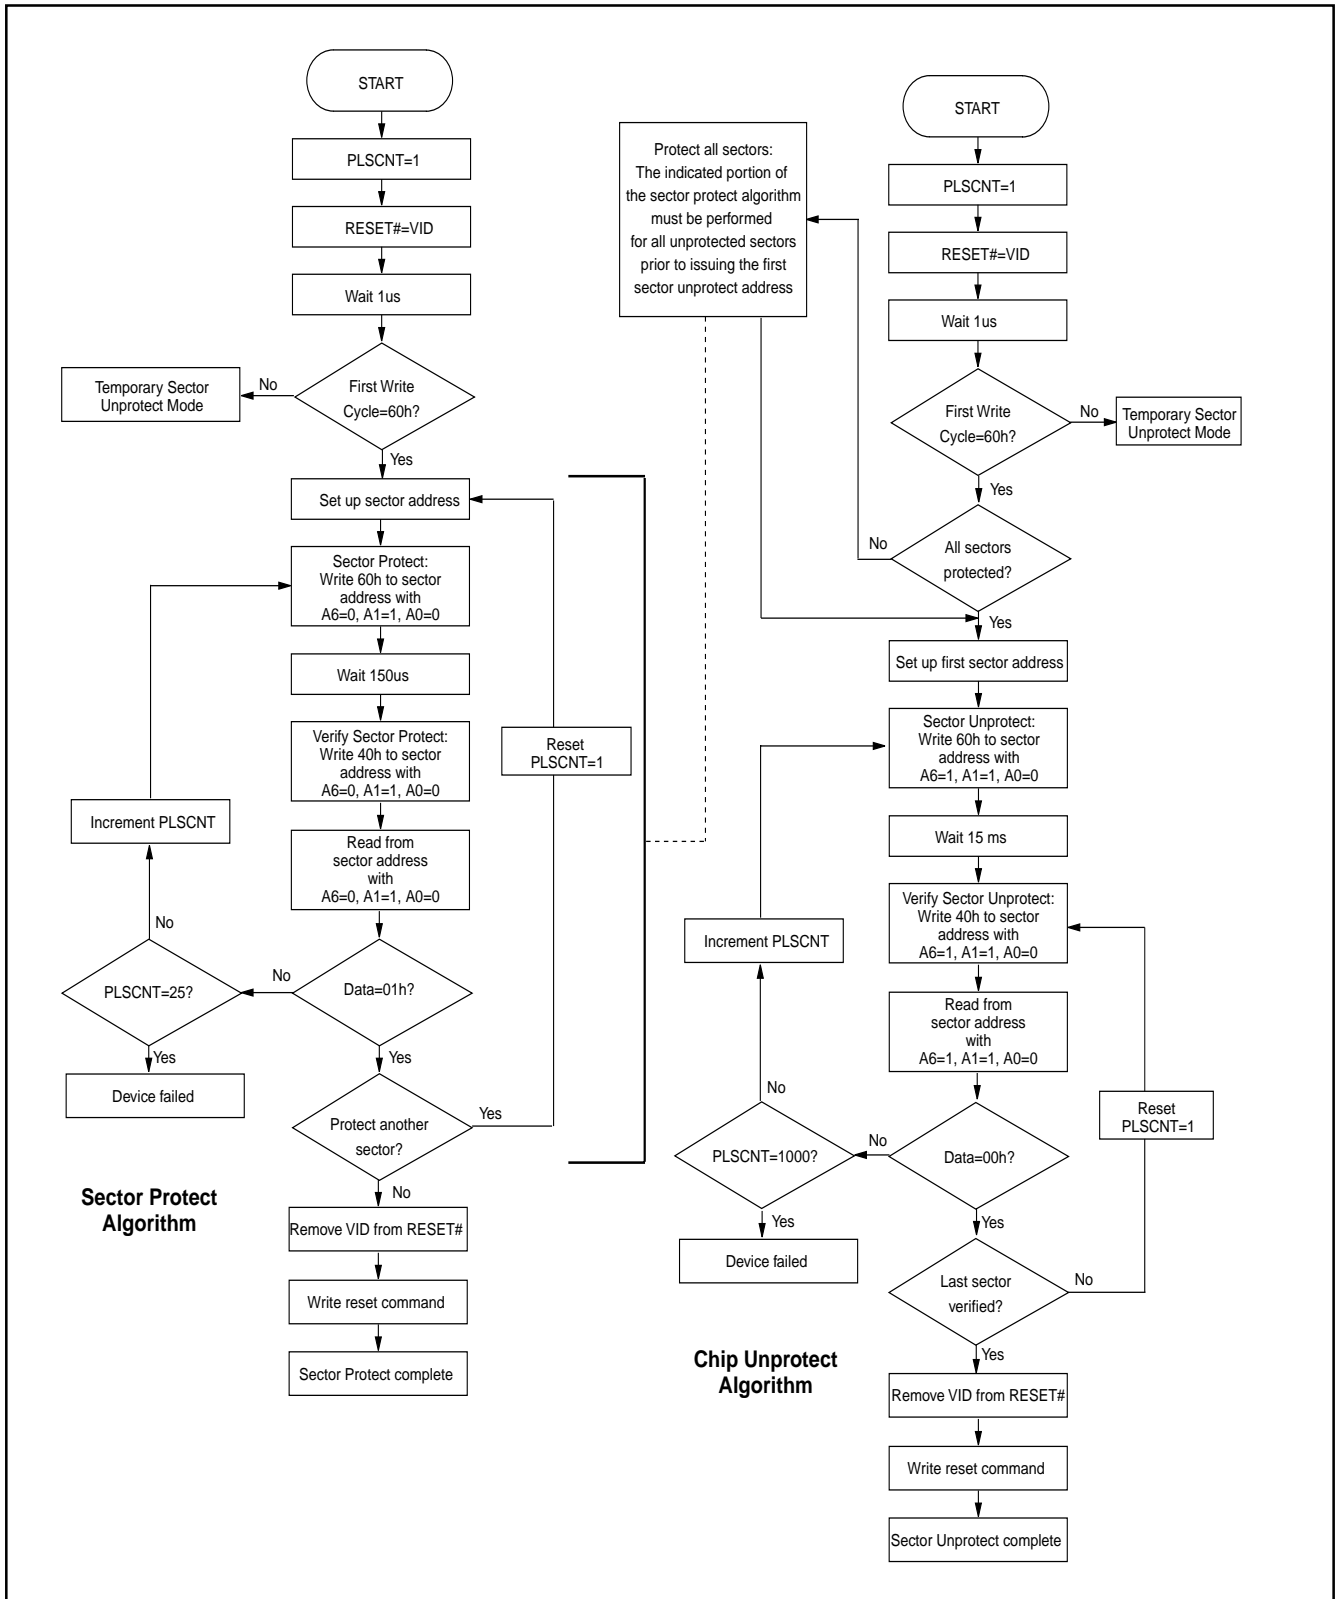 START
PLSCNT=1
RESET#=VID
Wait 1us
First Write
Cycle=60h?
No
Temporary Sector
Unprotect Mode
Yes
Set up sector address
Sector Protect:
Write 60h to sector
address with
A6=0, A1=1, A0=0
Wait 150us
Verify Sector Protect:
Write 40h to sector
address with
A6=0, A1=1, A0=0
Reset
PLSCNT=1
Increment PLSCNT
Read from
sector address
with
A6=0, A1=1, A0=0
No
PLSCNT=25?
No
Data=01h?
Yes
Device failed
Yes
Protect another
sector?
Yes
No
Sector Protect
Algorithm
Remove VID from RESET#
Write reset command
Sector Protect complete
Protect all sectors:
The indicated portion of
the sector protect algorithm
must be performed
for all unprotected sectors
prior to issuing the first
sector unprotect address
START
PLSCNT=1
RESET#=VID
Wait 1us
First Write
Cycle=60h?
No
Temporary Sector
Unprotect Mode
Yes
All sectors
protected?
No
Yes
Set up first sector address
Sector Unprotect:
Write 60h to sector
address with
A6=1, A1=1, A0=0
Wait 15 ms
Verify Sector Unprotect:
Write 40h to sector
address with
A6=1, A1=1, A0=0
Increment PLSCNT
Read from
sector address
with
A6=1, A1=1, A0=0
No
PLSCNT=1000?
No
Data=00h?
Reset
PLSCNT=1
Yes
Device failed
Yes
Last sector
verified?
No
Yes
Chip Unprotect
Algorithm
Remove VID from RESET#
Write reset command
Sector Unprotect complete